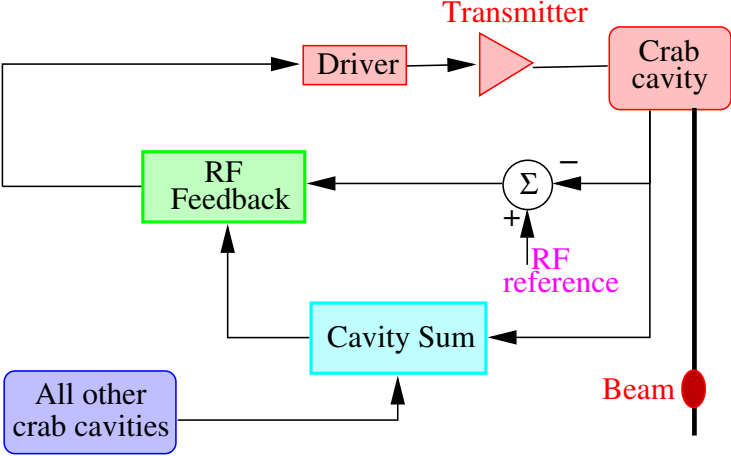 Transmitter
Driver
Crab
cavity
RF
Feedback
Σ
−
+
RF
reference
Cavity Sum
All other
crab cavities
Beam